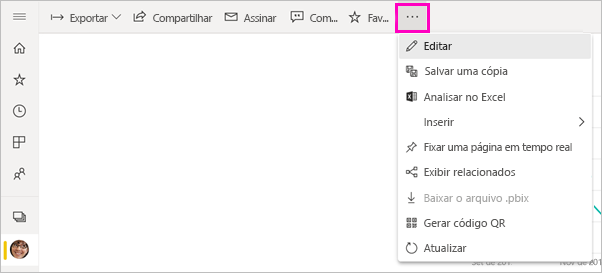 Exportar Compartilhar Assinar Com... Fav... ...
Editar
Salvar uma cópia
Analisar no Excel
Inserir
Fixar uma página em tempo real
Exibir relacionados
Baixar o arquivo .pbix
Gerar código QR
Atualizar